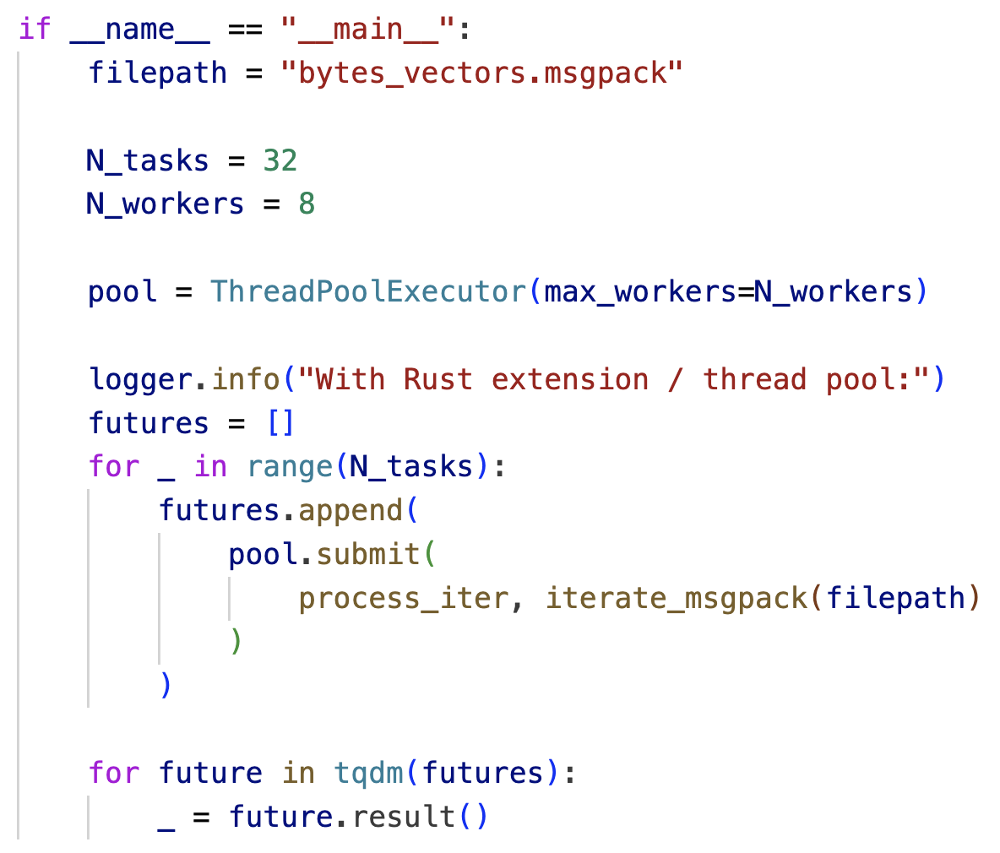 if __name__ == "__main__":
    filepath = "bytes_vectors.msgpack"

    N_tasks = 32
    N_workers = 8

    pool = ThreadPoolExecutor(max_workers=N_workers)

    logger.info("With Rust extension / thread pool:")
    futures = []
    for _ in range(N_tasks):
        futures.append(
            pool.submit(
                process_iter, iterate_msgpack(filepath)
            )
        )

    for future in tqdm(futures):
        _ = future.result()